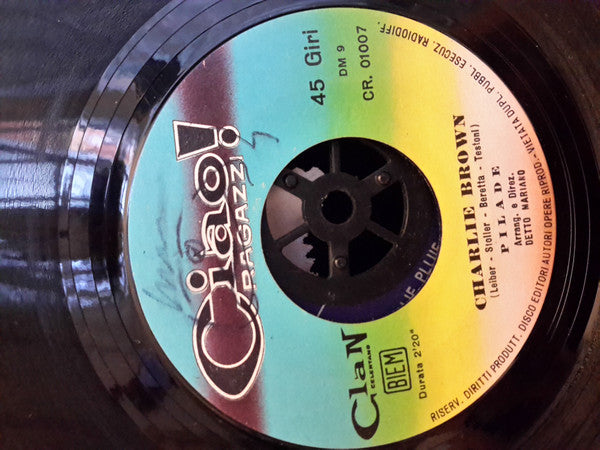 Ciao!
RAGAZZI
45 Giri
DM 9
CR. 01007
Clan
CELENTANO
BIEM
Durata 2'20"
CHARLIE BROWN
(Leiber - Stoller - Beretta - Testoni)
PILADE
Arrang. e Direz.
DETTO MARIANO
RISERV. DIRITTI PRODUTT. DISCO EDITORI AUTORI OPERE RIPROD.- VIETATA DUPL. PUBBL. ESECUZ. RADIODIFF.